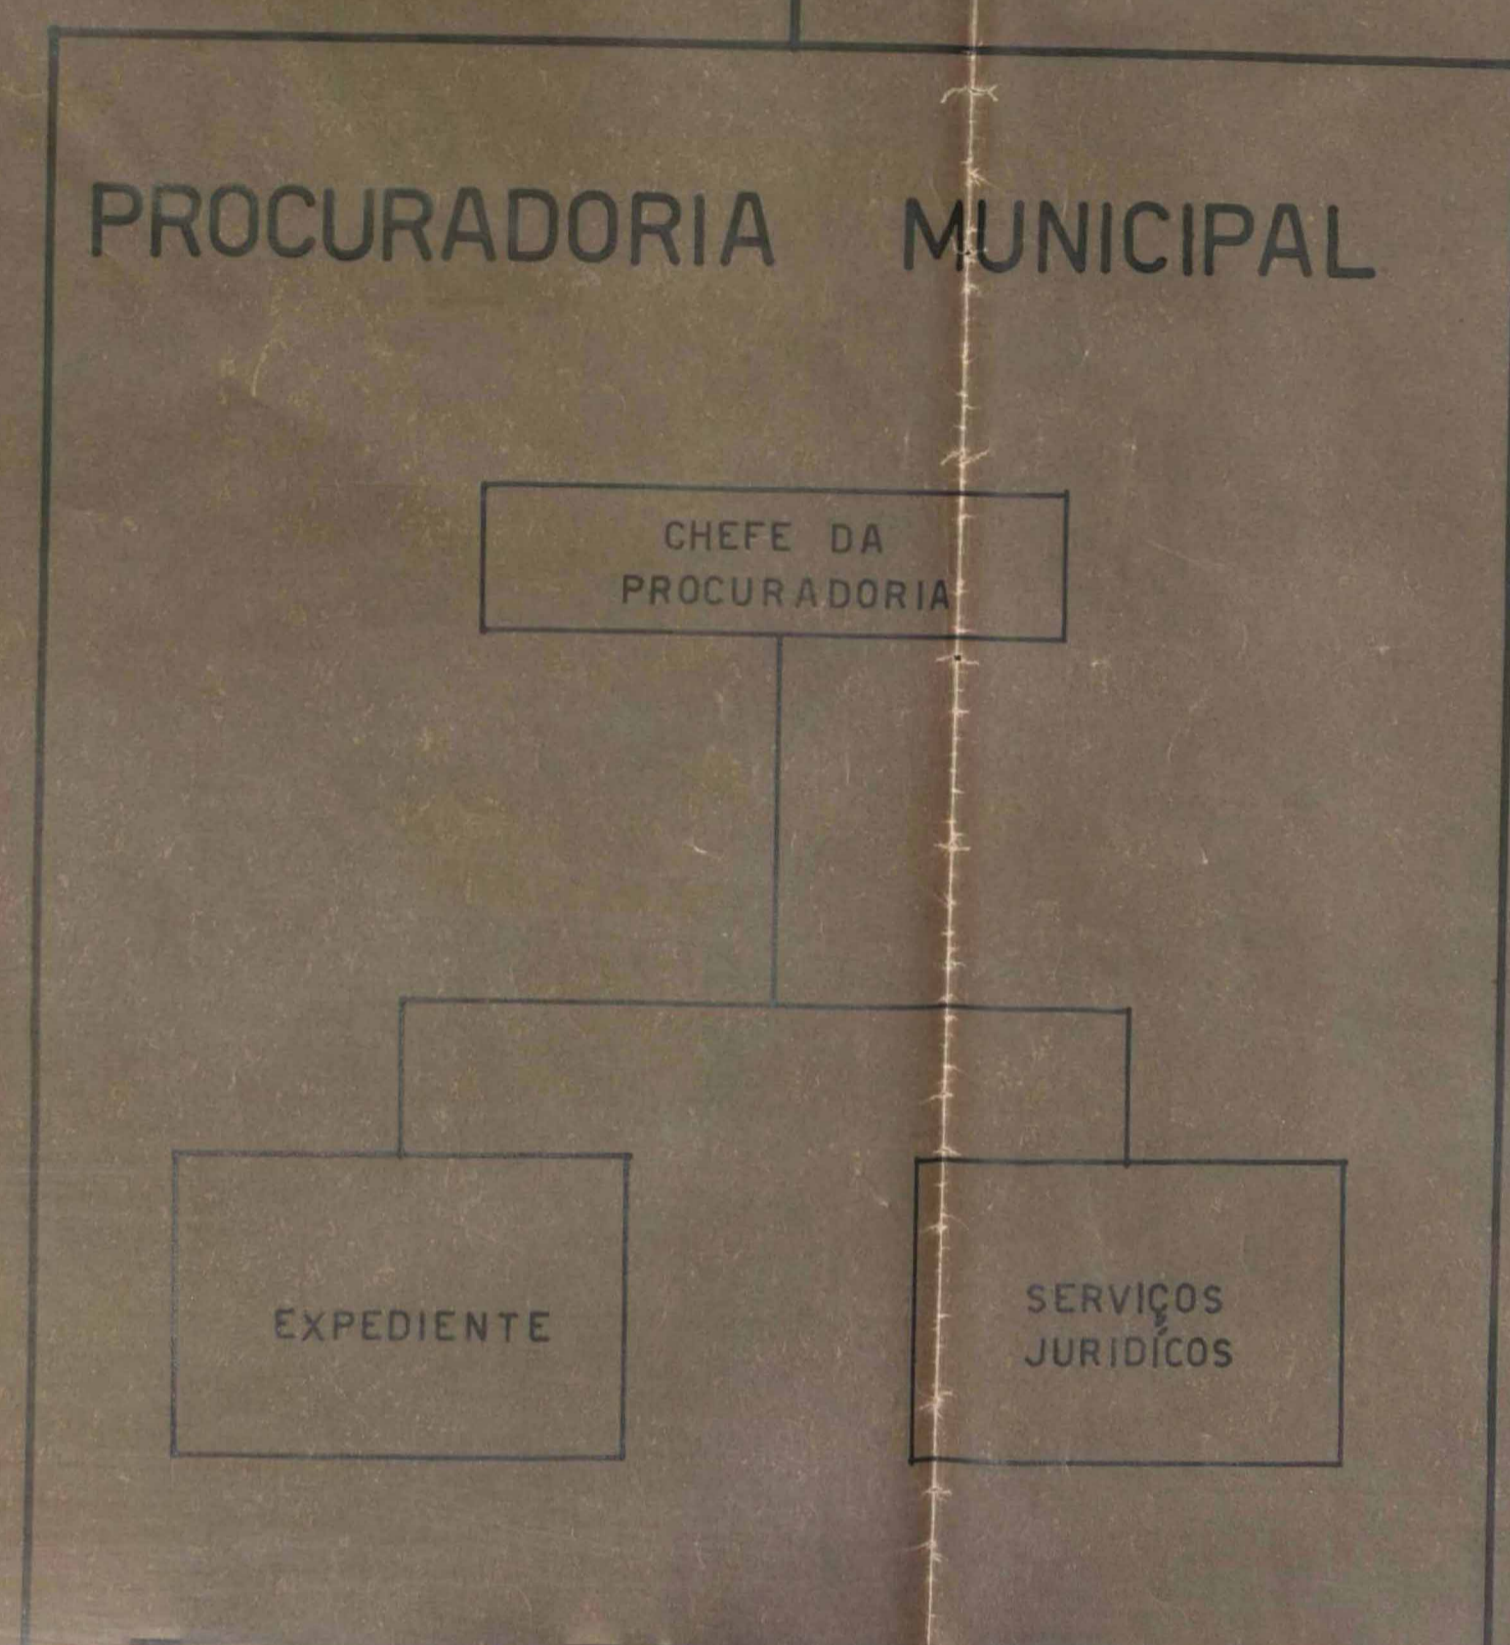 PROCURADORIA MUNICIPAL
CHEFE DA
PROCURADORIA
EXPEDIENTE
SERVIÇOS
JURIDÍCOS